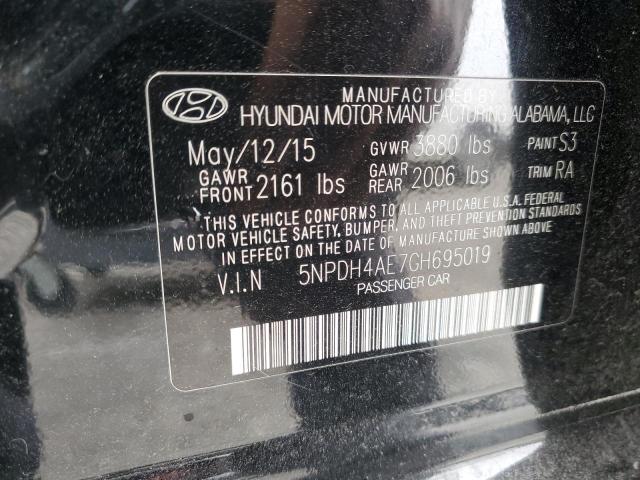 MANUFACTURED BY
HYUNDAI MOTOR MANUFACTURING ALABAMA, LLC
May/12/15 GVWR 3880 lbs PAINT S3
GAWR FRONT 2161 lbs GAWR REAR 2006 lbs TRIM RA
THIS VEHICLE CONFORMS TO ALL APPLICABLE U.S.A. FEDERAL
MOTOR VEHICLE SAFETY, BUMPER, AND THEFT PREVENTION STANDARDS
IN EFFECT ON THE DATE OF MANUFACTURE SHOWN ABOVE.
V.I.N 5NPDH4AE7GH695019
PASSENGER CAR